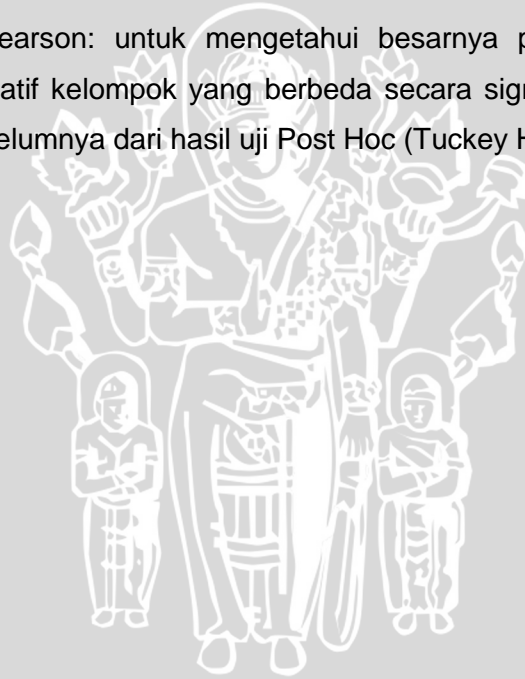 earson: untuk mengetahui besarnya p
atif kelompok yang berbeda secara sign
elumnya dari hasil uji Post Hoc (Tuckey H